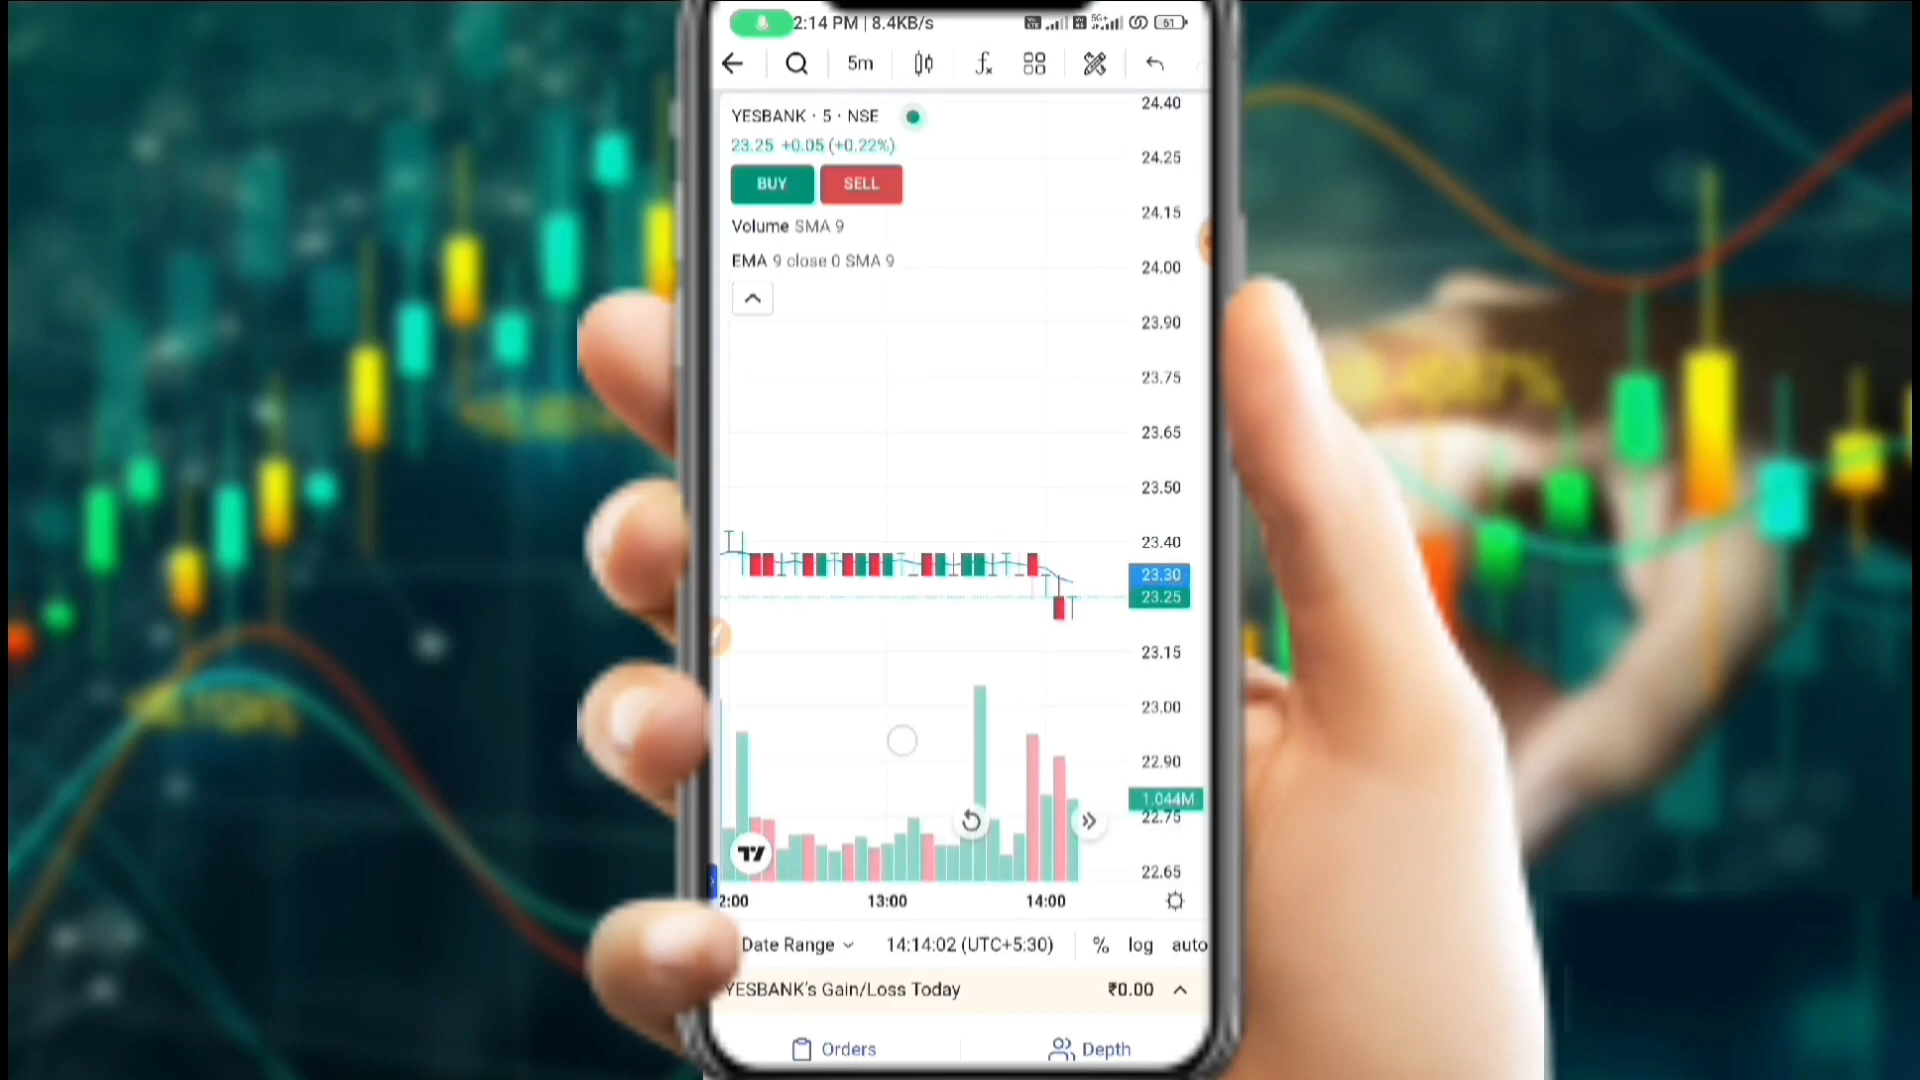 2:14 PM | 8.4KB/s
5G+
61
5m
YESBANK · 5 · NSE
23.25 +0.05 (+0.22%)
BUY SELL
Volume SMA 9
EMA 9 close 0 SMA 9
24.40
24.25
24.15
24.00
23.90
23.75
23.65
23.50
23.40
23.30
23.25
23.15
23.00
22.90
1.044M
22.75
22.65
2:00 13:00 14:00
Date Range 14:14:02 (UTC+5:30) % log auto
YESBANK's Gain/Loss Today ₹0.00
Orders Depth